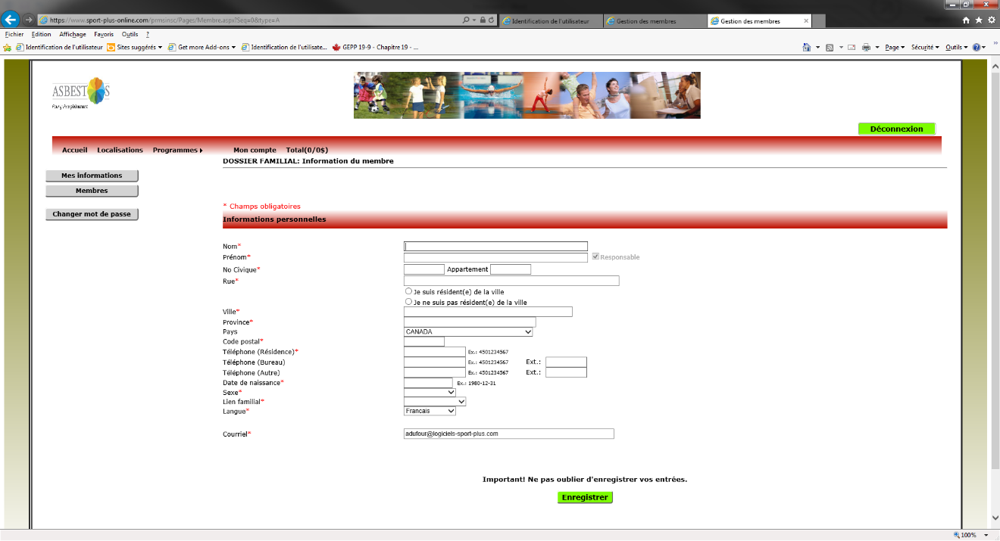 https://www.sport-plus-online.com/prmsinsc/Pages/Membre.aspx?Seq=0&type=A
Identification de l'utilisateur
Gestion des membres
Gestion des membres
Fichier Edition Affichage Favoris Outils ?
Identification de l'utilisateur Sites suggérés Get more Add-ons Identification de l'utilisate... GEPP 19-9 - Chapitre 19 - ...
Page Sécurité Outils
ASBESTOS
Déconnexion
Accueil Localisations Programmes Mon compte Total(0/0$)
DOSSIER FAMILIAL: Information du membre
Mes informations
Membres
Changer mot de passe
* Champs obligatoires
Informations personnelles
Nom*
Prénom* Responsable
No Civique* Appartement
Rue*
Je suis résident(e) de la ville
Je ne suis pas résident(e) de la ville
Ville*
Province*
Pays CANADA
Code postal*
Téléphone (Résidence)* Ex.: 4501234567
Téléphone (Bureau) Ex.: 4501234567 Ext.:
Téléphone (Autre) Ex.: 4501234567 Ext.:
Date de naissance* Ex.: 1980-12-31
Sexe*
Lien familial*
Langue* Francais
Courriel* adufour@logiciels-sport-plus.com
Important! Ne pas oublier d'enregistrer vos entrées.
Enregistrer
100%